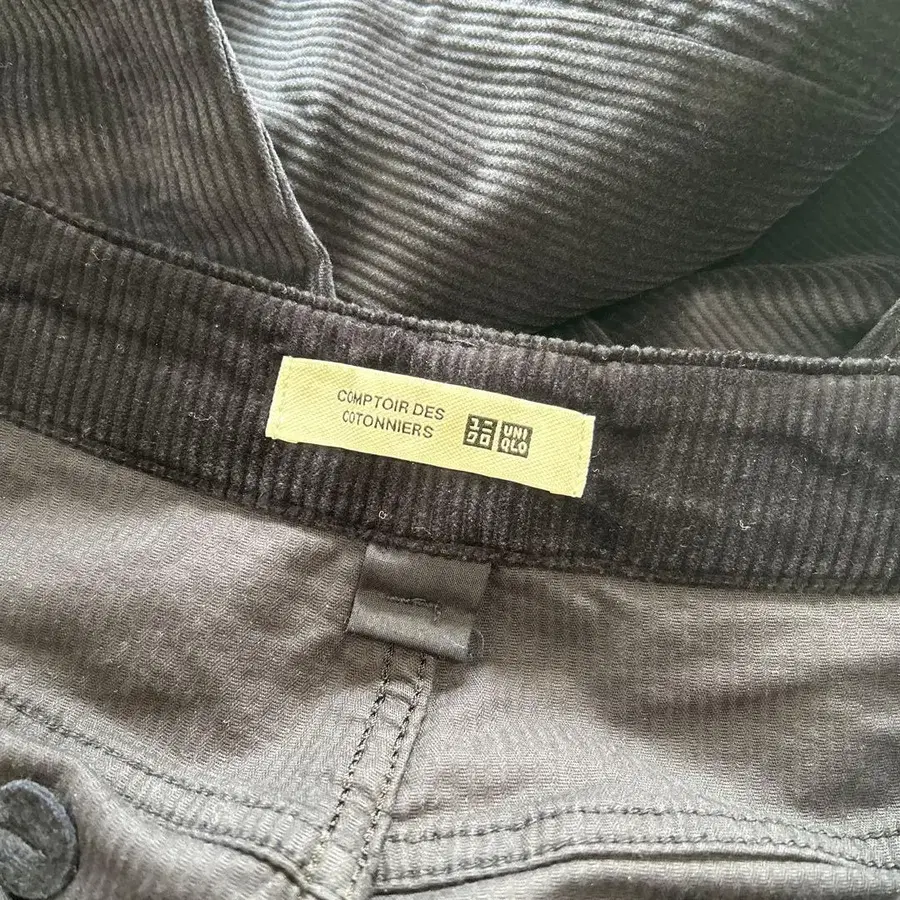 COMPTOIR DES
COTONNIERS
ユニ
クロ
UNI
QLO